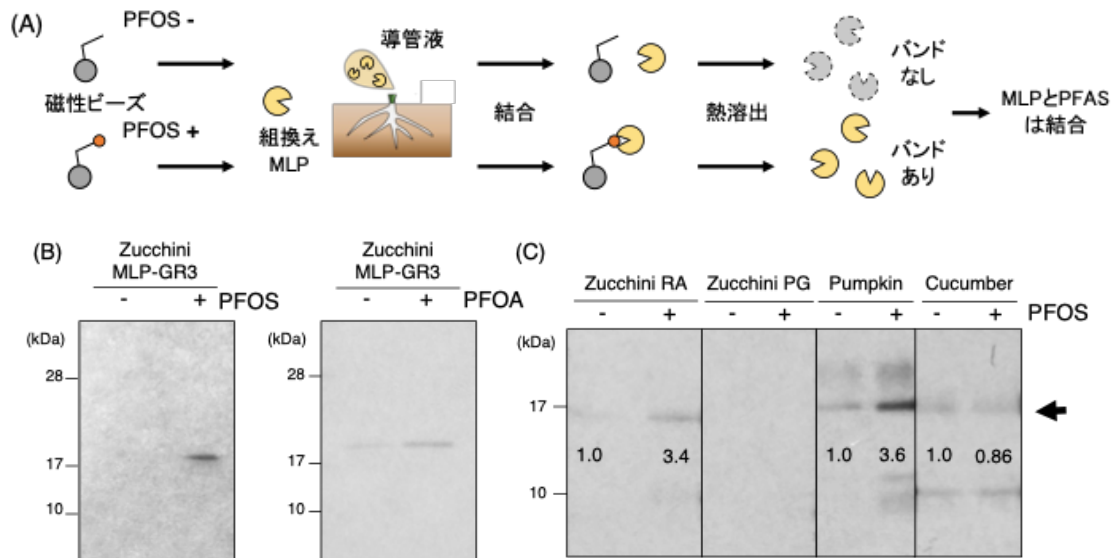 (A)
PFOS -
磁性ビーズ
PFOS +
組換え
MLP
導管液
結合
熱溶出
バンド
なし
バンド
あり
MLPとPFAS
は結合
(B)
Zucchini
MLP-GR3
- + PFOS
(kDa)
28
17
10
Zucchini
MLP-GR3
- + PFOA
(kDa)
28
17
10
(C)
Zucchini RA Zucchini PG Pumpkin Cucumber
- + - + - + - + PFOS
(kDa)
17
1.0 3.4 1.0 3.6 1.0 0.86
10